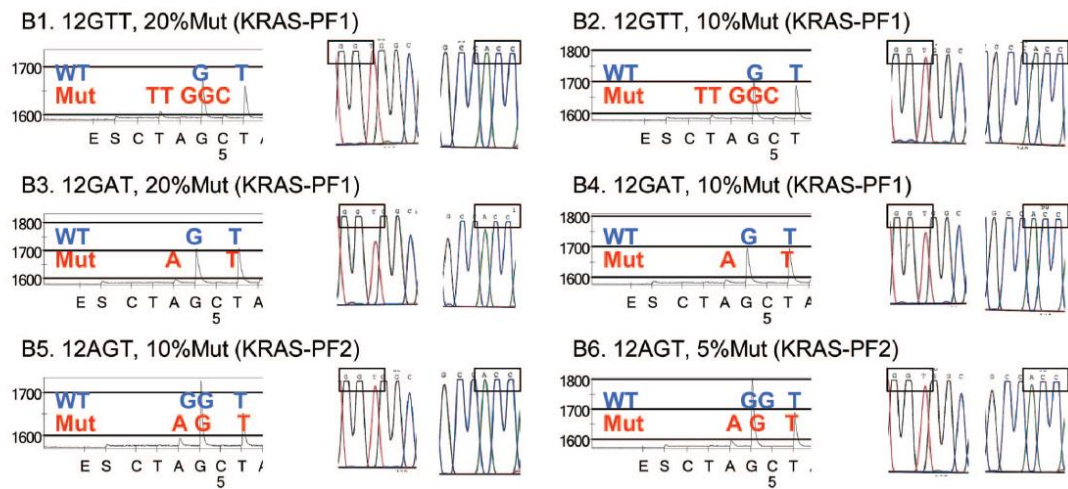 B1. 12GTT, 20%Mut (KRAS-PF1)
1700
1600
WT G T
Mut TT GGC
E S C T A G C T A
5
G G T G G C
G C C A C C
B2. 12GTT, 10%Mut (KRAS-PF1)
1800
1700
1600
WT G T
Mut TT GGC
E S C T A G C T
5
G G T G G C
G C C A C C
B3. 12GAT, 20%Mut (KRAS-PF1)
1800
1700
1600
WT G T
Mut A T
E S C T A G C T A
5
G G T G G C
G C C A C C
B4. 12GAT, 10%Mut (KRAS-PF1)
1800
1700
1600
WT G T
Mut A T
E S C T A G C T A
5
G G T G G C
G C C A C C
B5. 12AGT, 10%Mut (KRAS-PF2)
1700
1600
WT GG T
Mut A G T
E S C T A G C T A
5
G G T G G C
G C C A C C
B6. 12AGT, 5%Mut (KRAS-PF2)
1800
1700
1600
WT GG T
Mut A G T
E S C T A G C T
5
G G T G G C
G C C A C C